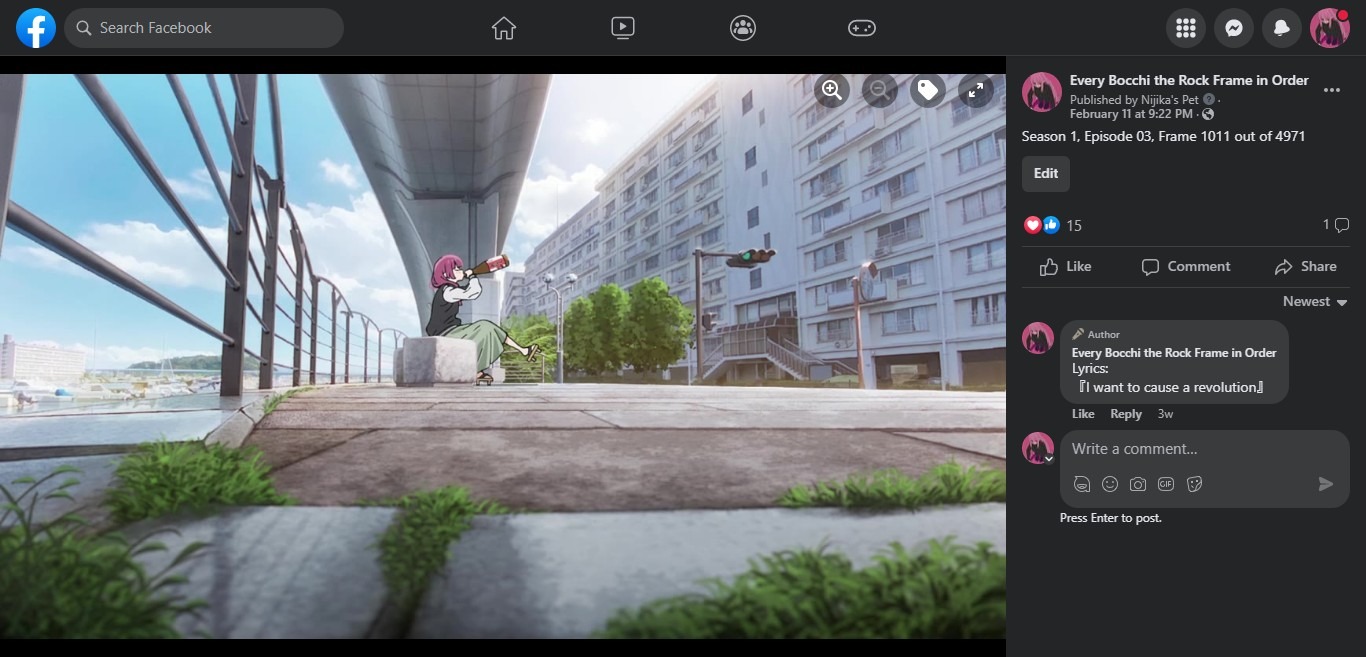 Search Facebook
Every Bocchi the Rock Frame in Order
Published by Nijika's Pet ·
February 11 at 9:22 PM ·
Season 1, Episode 03, Frame 1011 out of 4971
Edit
15
1
Like
Comment
Share
Newest
Author
Every Bocchi the Rock Frame in Order
Lyrics:
『I want to cause a revolution』
Like Reply 3w
Write a comment…
GIF
Press Enter to post.